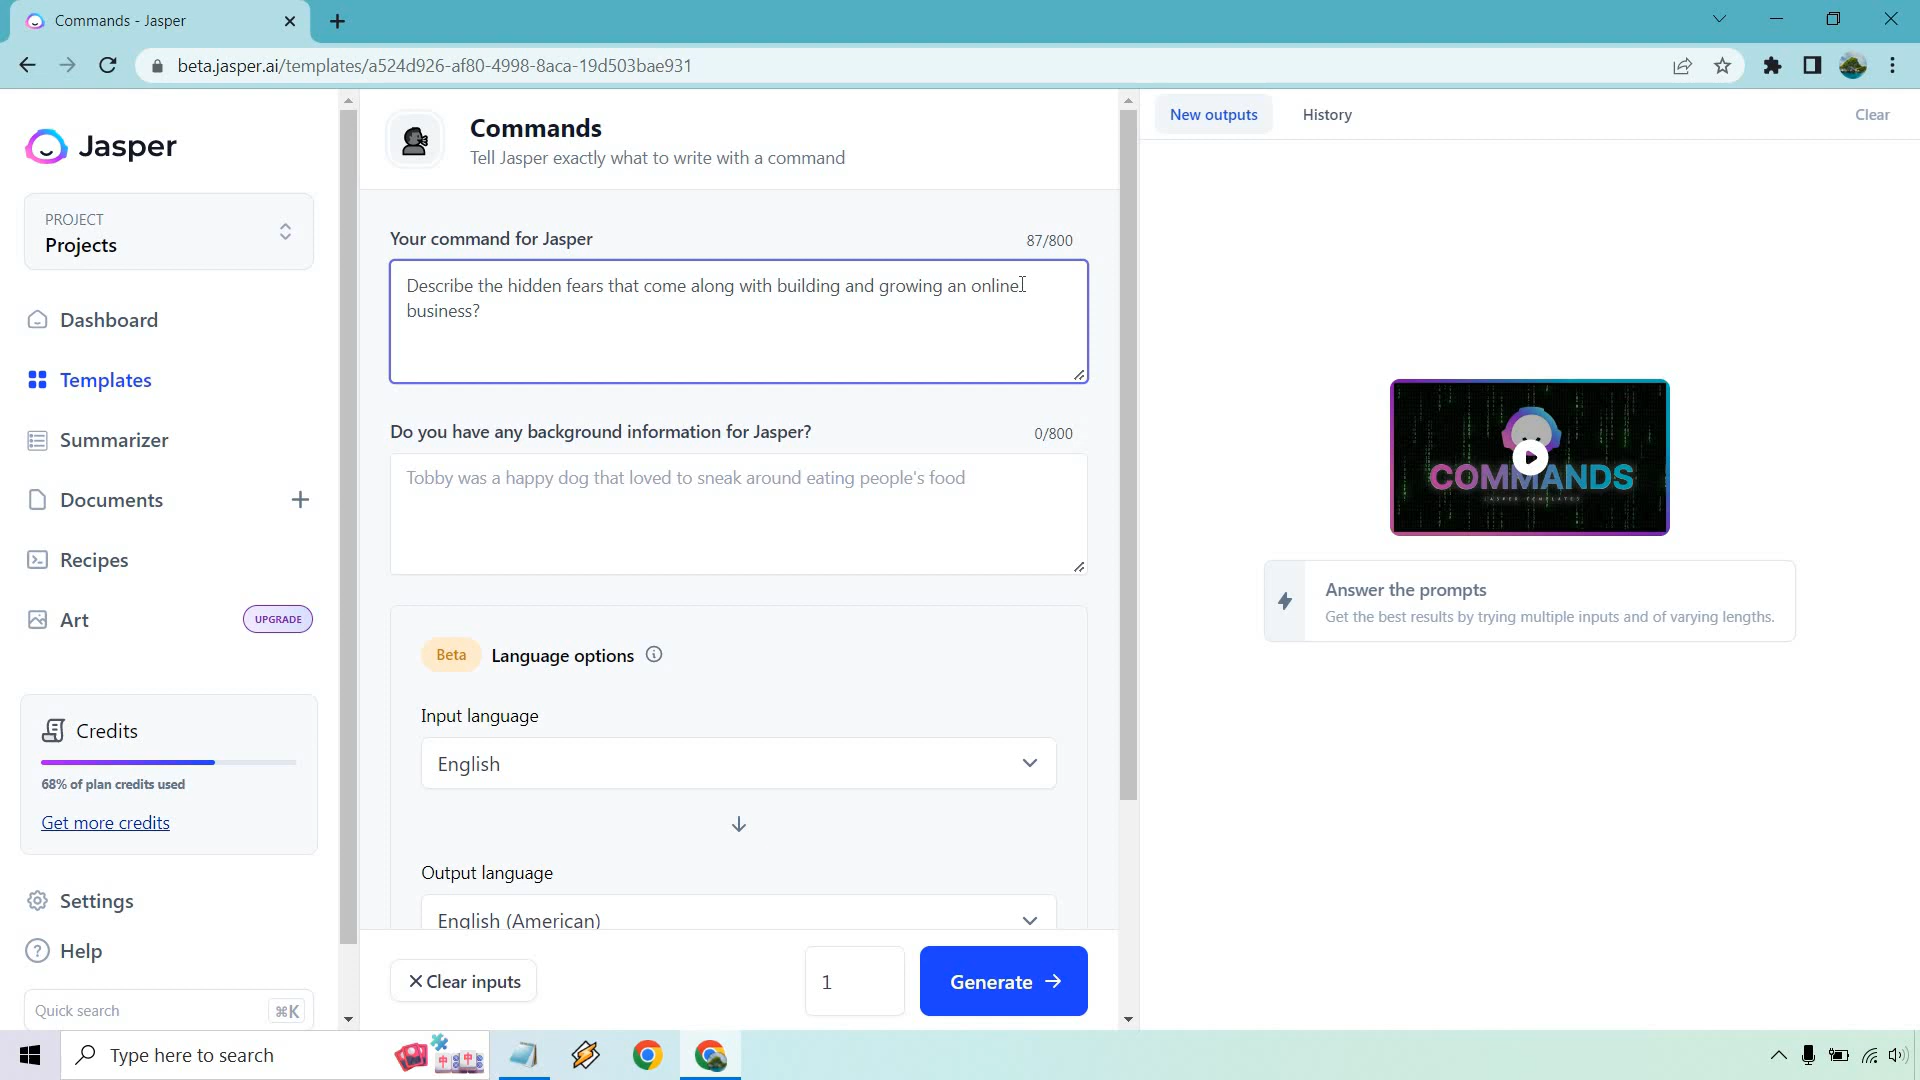 Commands - Jasper
beta.jasper.ai/templates/a524d926-af80-4998-8aca-19d503bae931
Jasper
PROJECT
Projects
Dashboard
Templates
Summarizer
Documents
Recipes
Art
UPGRADE
Credits
68% of plan credits used
Get more credits
Settings
Help
Quick search
⌘K
Commands
Tell Jasper exactly what to write with a command
Your command for Jasper
87/800
Describe the hidden fears that come along with building and growing an online
business?
Do you have any background information for Jasper?
0/800
Tobby was a happy dog that loved to sneak around eating people's food
Beta
Language options
Input language
English
Output language
English (American)
Clear inputs
1
Generate
New outputs
History
Clear
COMMANDS
JASPER TEMPLATES
Answer the prompts
Get the best results by trying multiple inputs and of varying lengths.
Type here to search